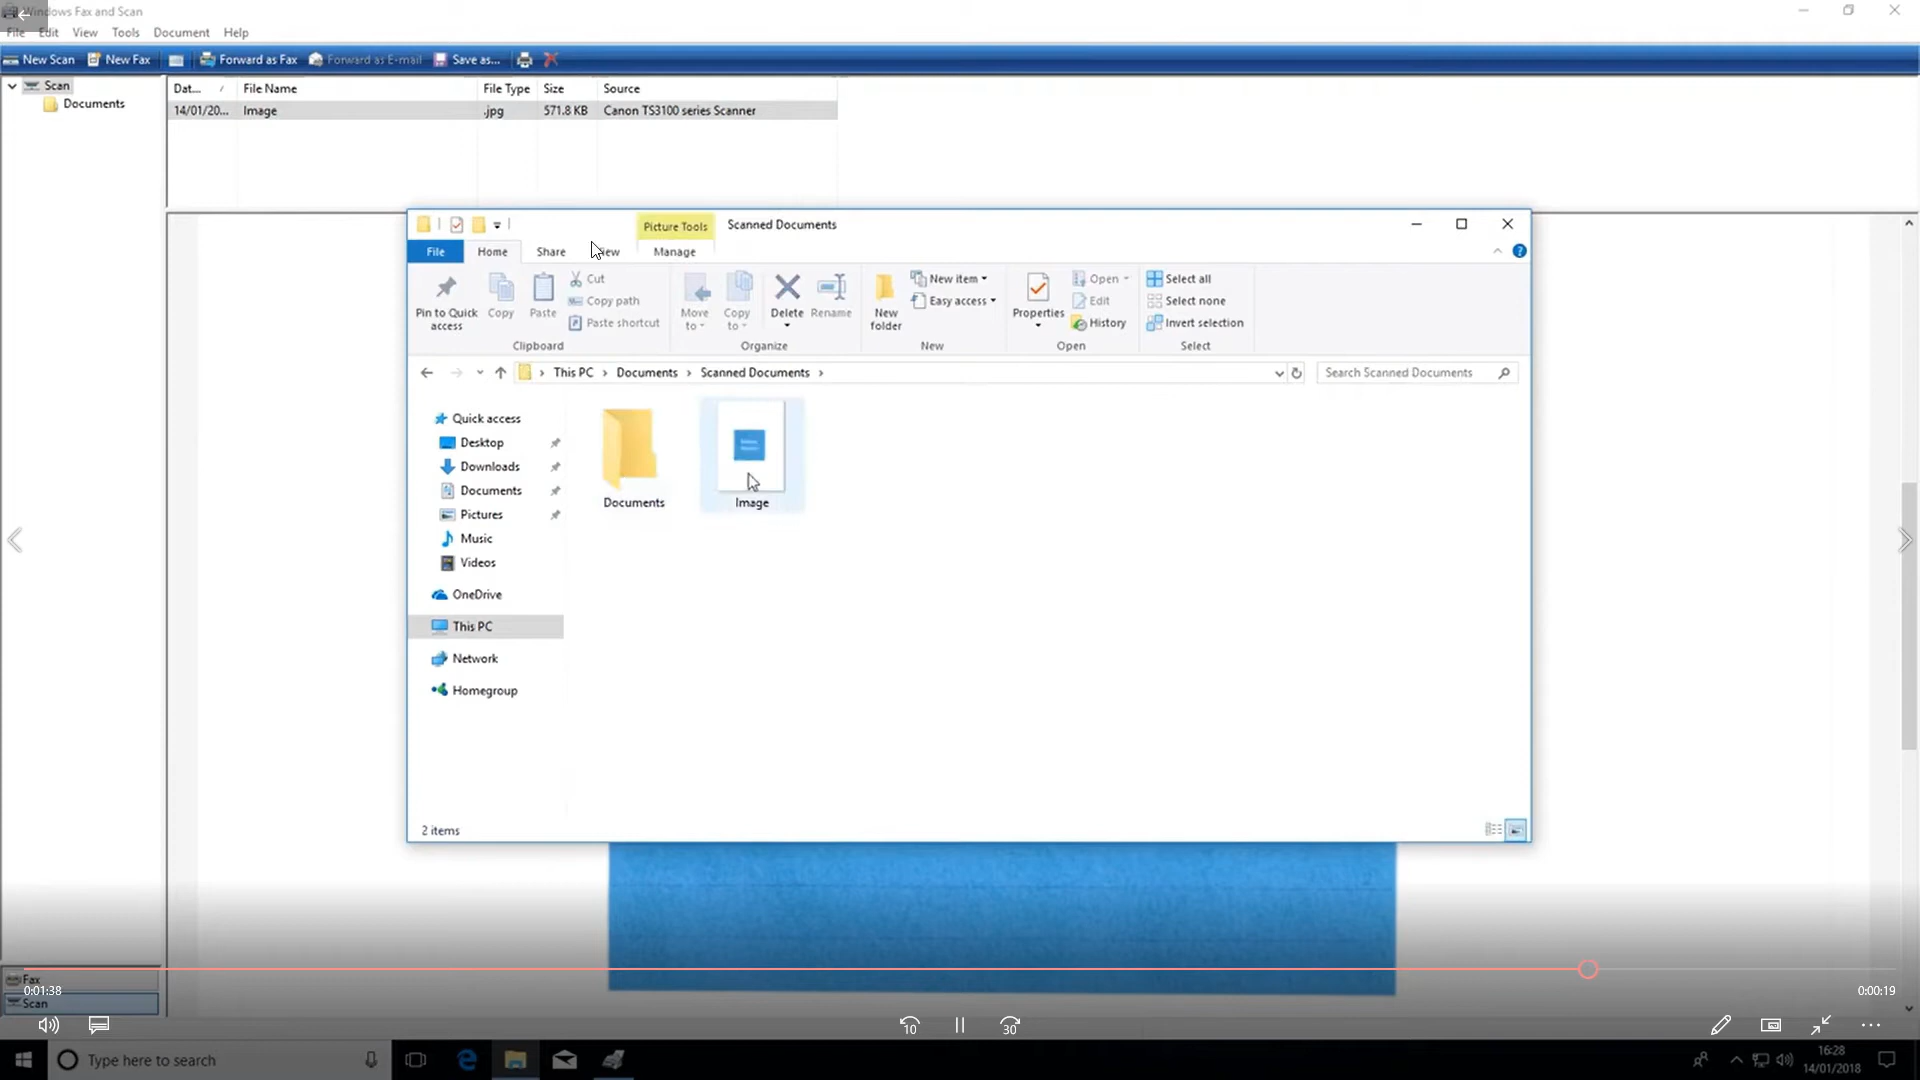 Windows Fax and Scan
File Edit View Tools Document Help
New Scan New Fax Forward as Fax Forward as E-mail Save as...
Scan
Documents
Dat... File Name File Type Size Source
14/01/20... Image .jpg 571.8 KB Canon TS3100 series Scanner
Picture Tools Scanned Documents
File Home Share View Manage
Pin to Quick access
Copy
Paste
Cut
Copy path
Paste shortcut
Clipboard
Move to
Copy to
Delete
Rename
Organize
New folder
New item
Easy access
New
Properties
Open
Edit
History
Open
Select all
Select none
Invert selection
Select
This PC Documents Scanned Documents
Search Scanned Documents
Quick access
Desktop
Downloads
Documents
Pictures
Music
Videos
OneDrive
This PC
Network
Homegroup
Documents
Image
2 items
Fax
Scan
0:01:38
0:00:19
10
30
Type here to search
16:28
14/01/2018